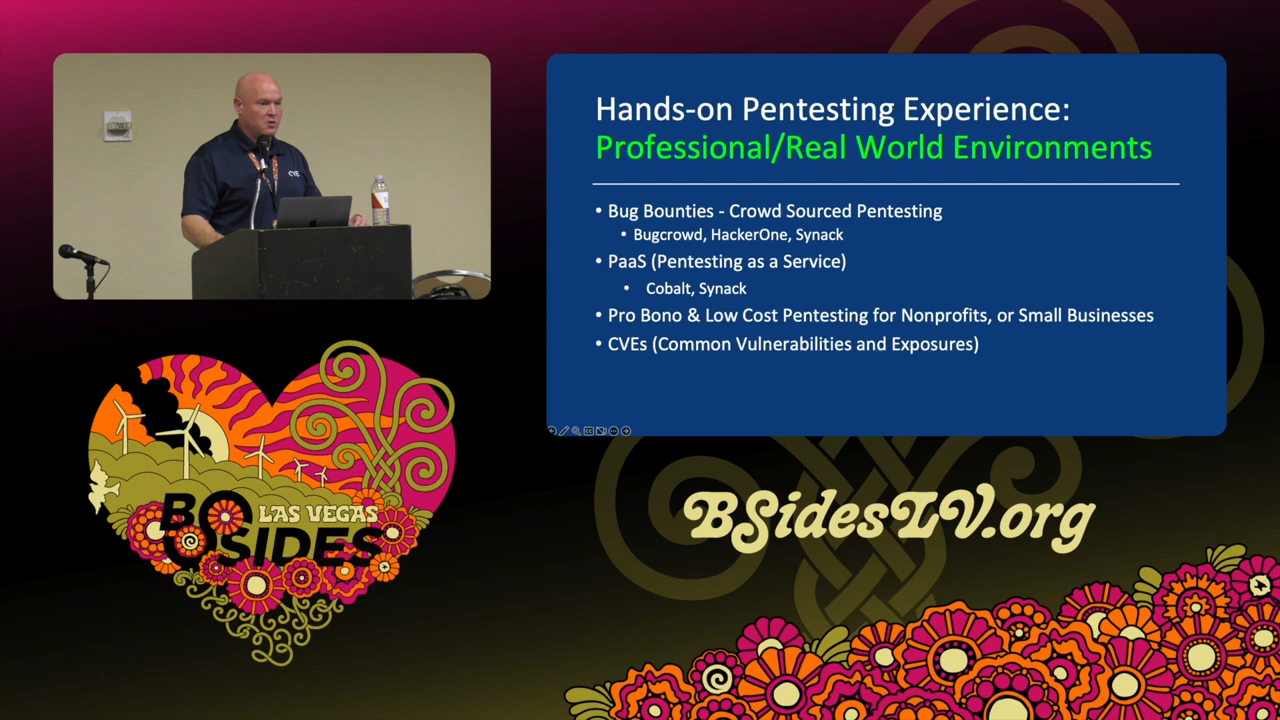 CVE
Hands-on Pentesting Experience:
Professional/Real World Environments
• Bug Bounties - Crowd Sourced Pentesting
• Bugcrowd, HackerOne, Synack
• PaaS (Pentesting as a Service)
• Cobalt, Synack
• Pro Bono & Low Cost Pentesting for Nonprofits, or Small Businesses
• CVEs (Common Vulnerabilities and Exposures)
LAS VEGAS
BSIDES
23
BSidesLV.org